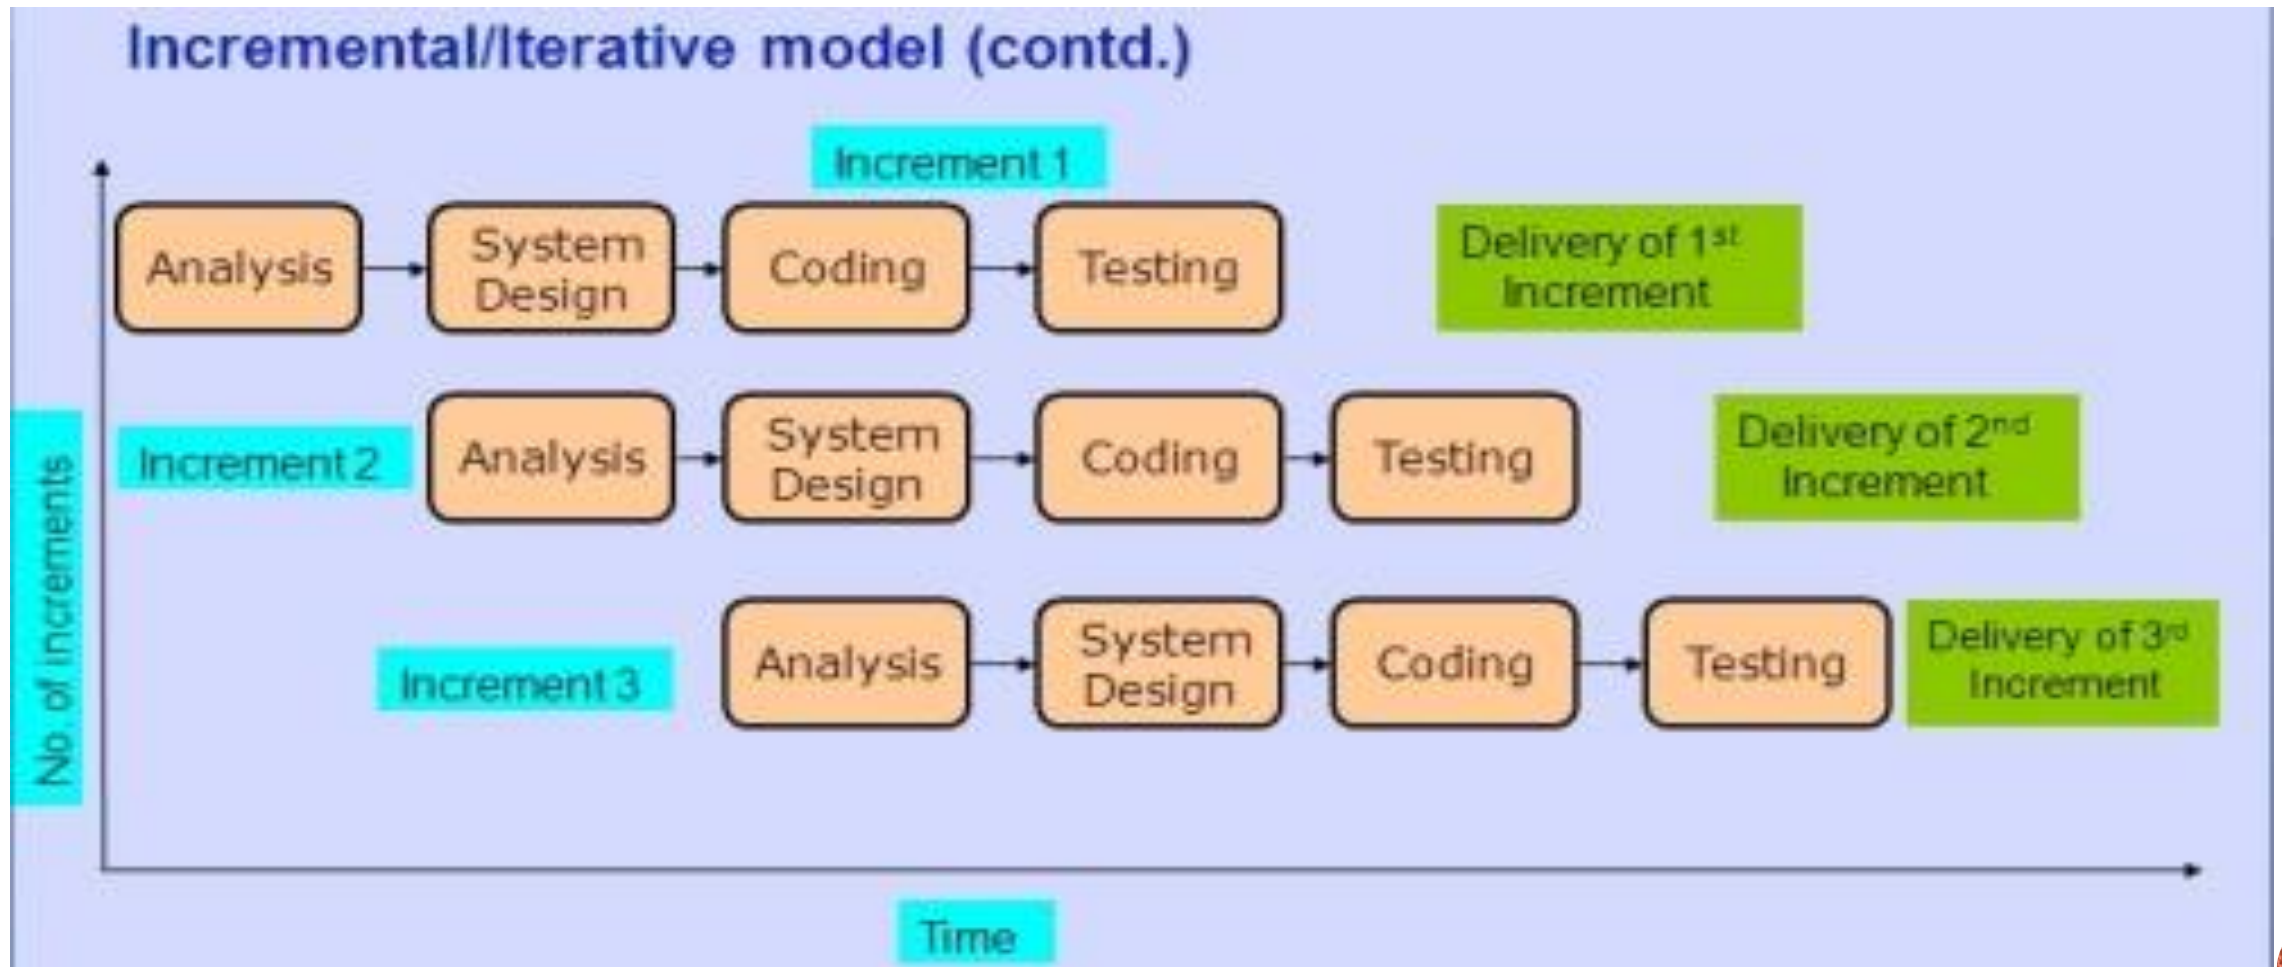 Incremental/Iterative model (contd.)
Increment 1
Analysis
System
Design
Coding
Testing
Delivery of 1st
Increment
Increment 2
Analysis
System
Design
Coding
Testing
Delivery of 2nd
Increment
Increment 3
Analysis
System
Design
Coding
Testing
Delivery of 3rd
Increment
No. of increments
Time